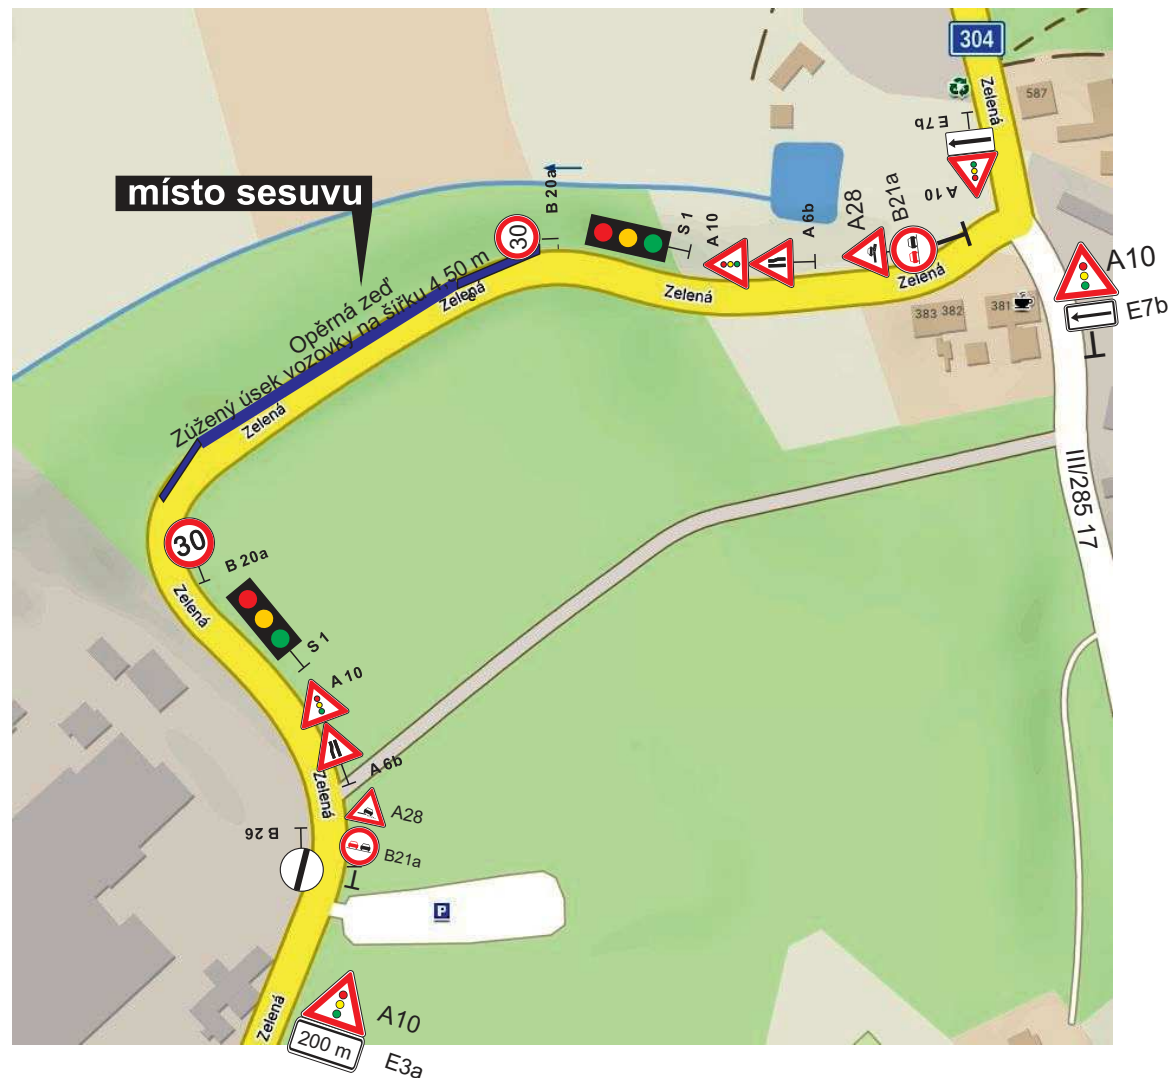 304
Zelená
587
E7b
A 10
místo sesuvu
B 20a
30
S 1
A 10
A 6b
A28
B21a
Zelená
A10
E7b
Opěrná zeď
Zúžený úsek vozovky na šířku 4,50 m
Zelená
Zelená
383
382
381
Zelená
III/285 17
30
B 20a
Zelená
S 1
A 10
A 6b
Zelená
A28
B 26
B21a
P
Zelená
A10
200 m
E3a